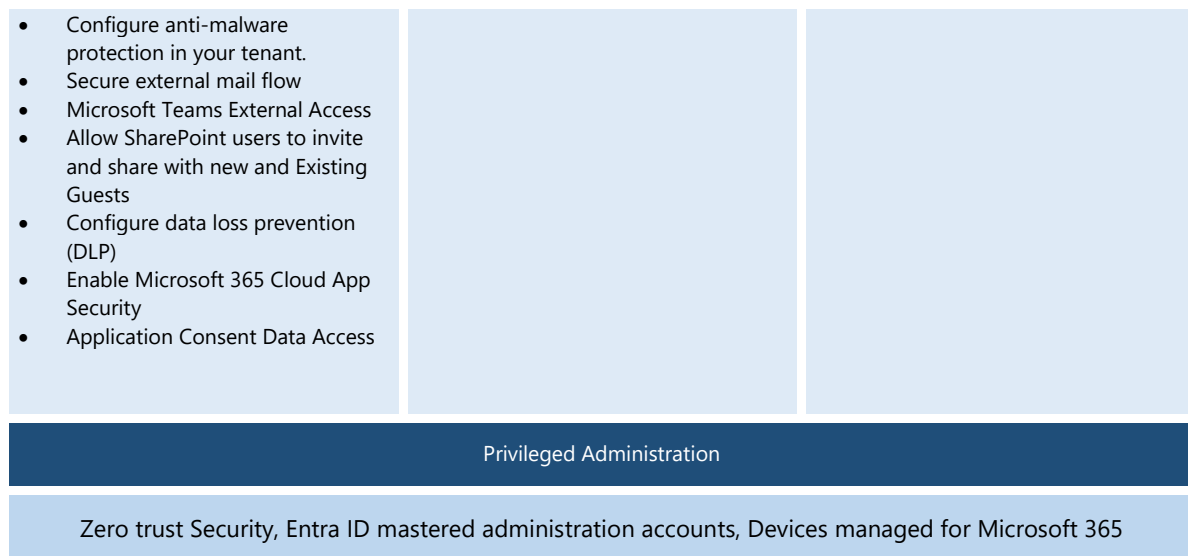 • Configure anti-malware
protection in your tenant.
• Secure external mail flow
• Microsoft Teams External Access
• Allow SharePoint users to invite
and share with new and Existing
Guests
• Configure data loss prevention
(DLP)
• Enable Microsoft 365 Cloud App
Security
• Application Consent Data Access
Privileged Administration
Zero trust Security, Entra ID mastered administration accounts, Devices managed for Microsoft 365